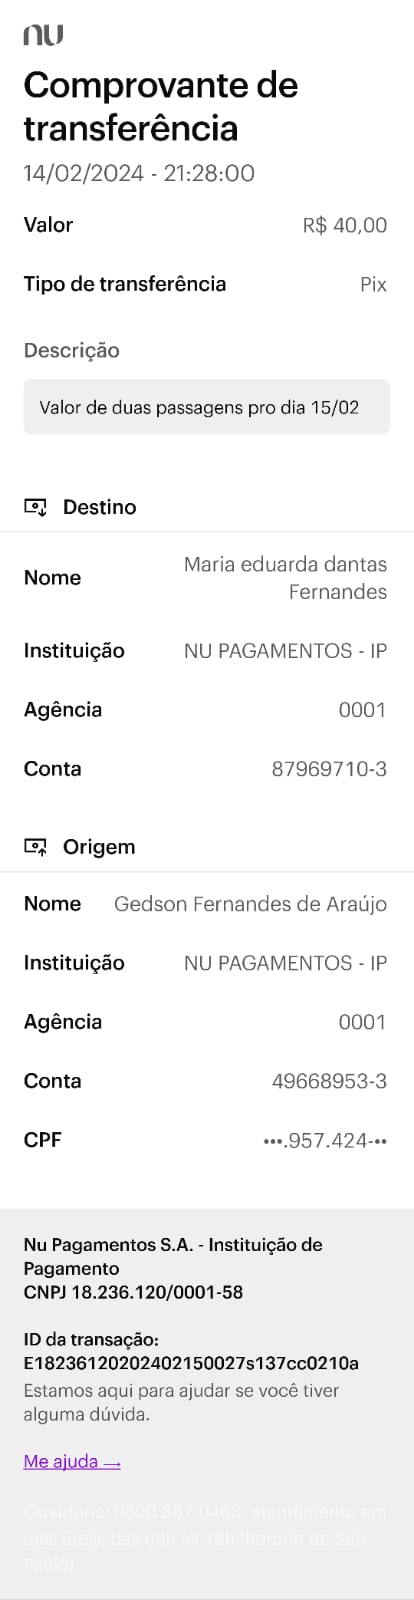 nu
Comprovante de
transferência
14/02/2024 - 21:28:00
Valor R$ 40,00
Tipo de transferência Pix
Descrição
Valor de duas passagens pro dia 15/02
Destino
Nome Maria eduarda dantas
Fernandes
Instituição NU PAGAMENTOS - IP
Agência 0001
Conta 87969710-3
Origem
Nome Gedson Fernandes de Araújo
Instituição NU PAGAMENTOS - IP
Agência 0001
Conta 49668953-3
CPF •••.957.424-••
Nu Pagamentos S.A. - Instituição de
Pagamento
CNPJ 18.236.120/0001-58
ID da transação:
E18236120202402150027s137cc0210a
Estamos aqui para ajudar se você tiver
alguma dúvida.
Me ajuda →
Ouvidoria: 0800 887 0463, atendimento em
dias úteis, das 09h às 18h (horário de São
Paulo).